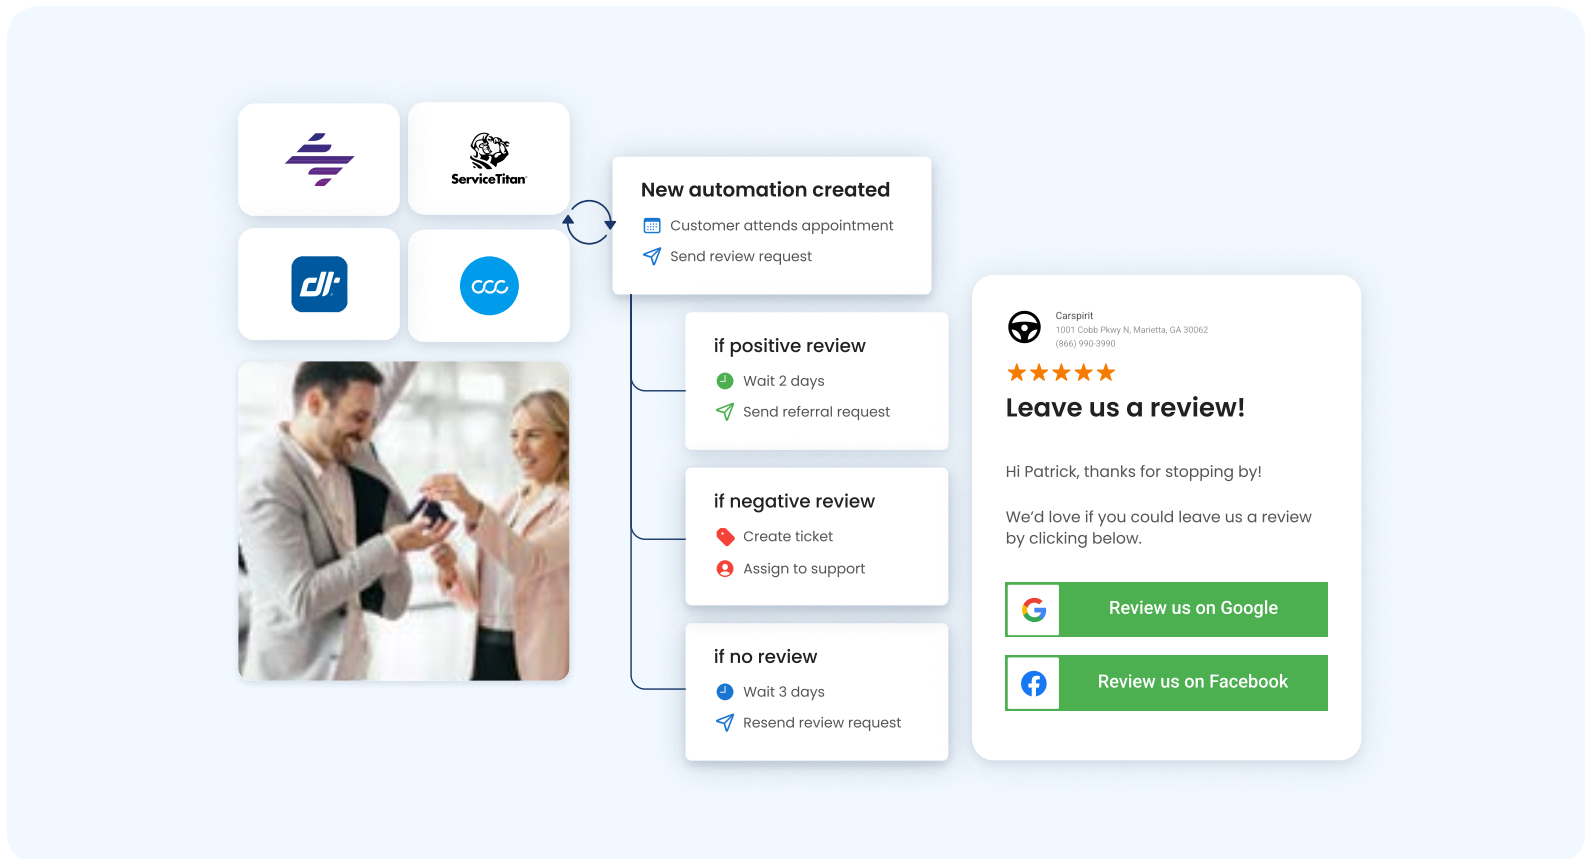 ServiceTitan
dt
ccc
New automation created
Customer attends appointment
Send review request
if positive review
Wait 2 days
Send referral request
if negative review
Create ticket
Assign to support
if no review
Wait 3 days
Resend review request
Carspirit
1001 Cobb Pkwy N, Marietta, GA 30062
(866) 990-3990
Leave us a review!
Hi Patrick, thanks for stopping by!
We’d love if you could leave us a review
by clicking below.
Review us on Google
Review us on Facebook